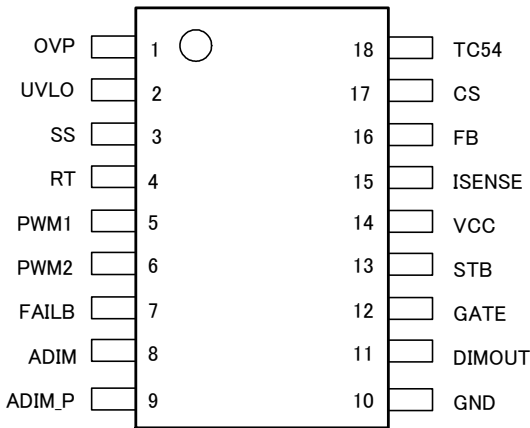 OVP 1 18 TC54
UVLO 2 17 CS
SS 3 16 FB
RT 4 15 ISENSE
PWM1 5 14 VCC
PWM2 6 13 STB
FAILB 7 12 GATE
ADIM 8 11 DIMOUT
ADIM_P 9 10 GND